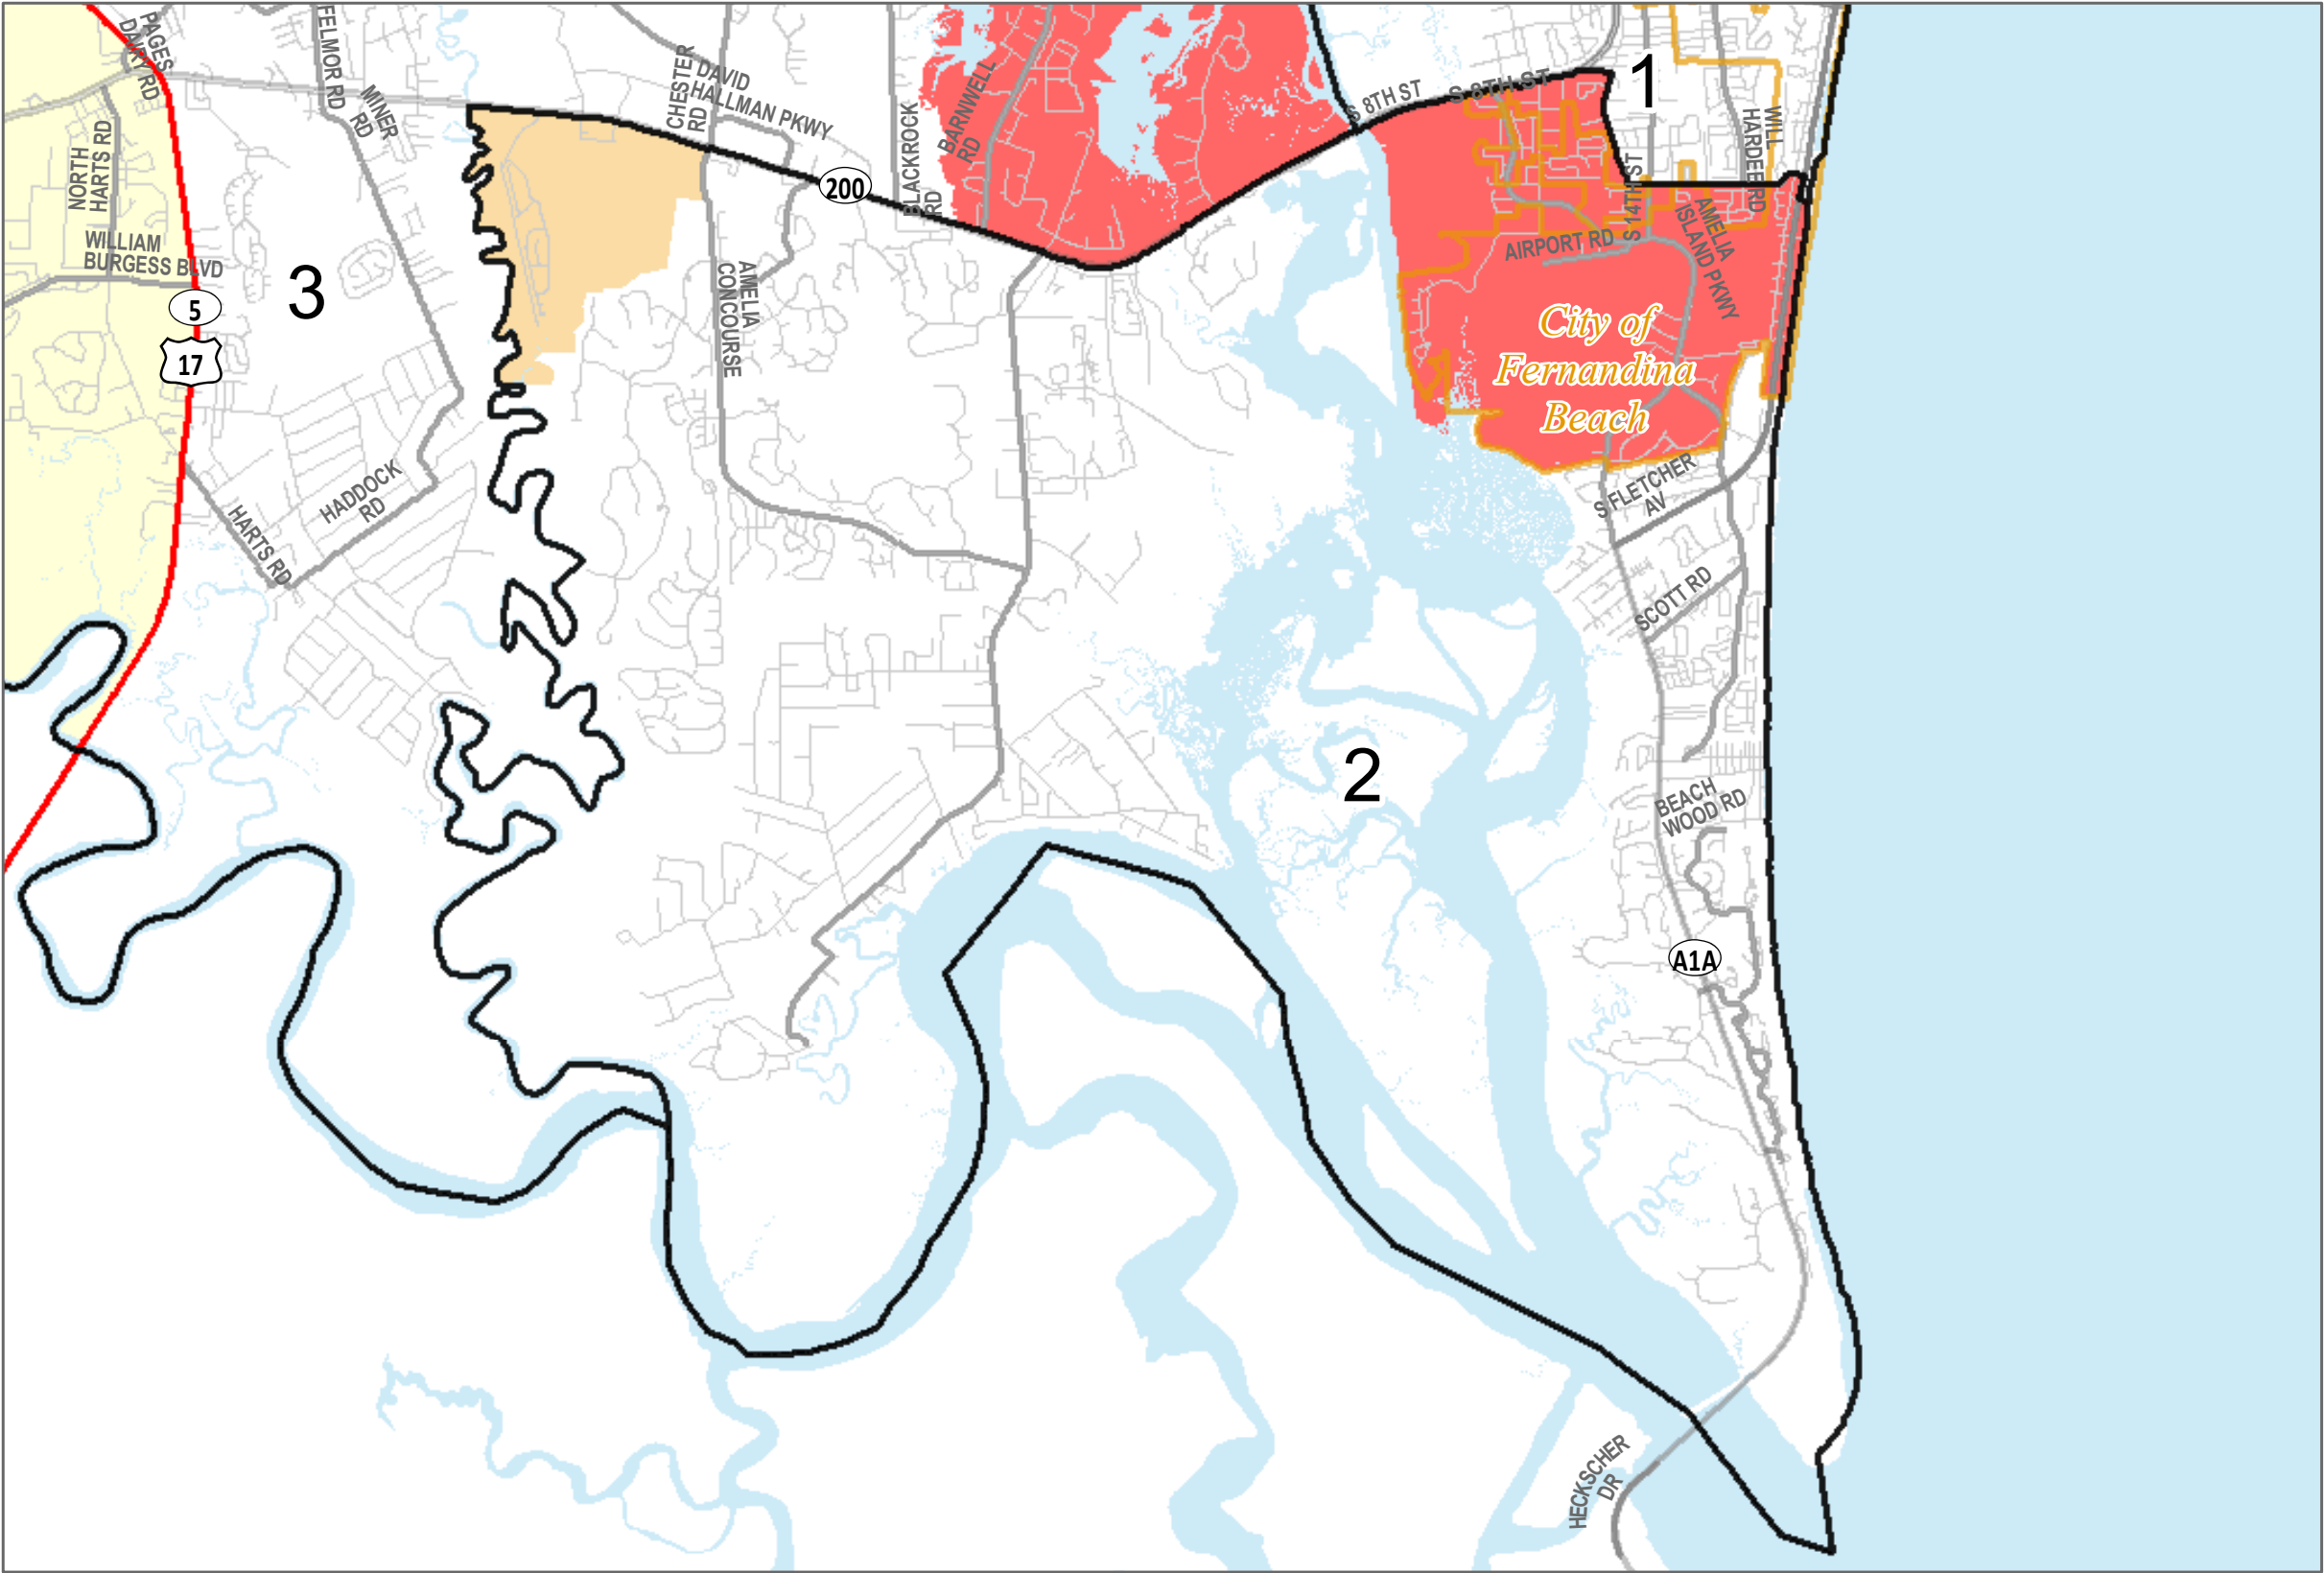 PAGES
DAIRY RD
FELMOR RD
MINER
RD
CHESTER
RD
DAVID
HALLMAN PKWY
BLACKROCK
RD
BARNWELL
RD
S 8TH ST
S 8TH ST
1
WILL
HARDEE RD
NORTH
HARTS RD
200
S 14TH ST
WILLIAM
BURGESS BLVD
AMELIA
ISLAND PKWY
AIRPORT RD
3
5
17
AMELIA
CONCOURSE
City of
Fernandina
Beach
HADDOCK
RD
HARTS RD
S FLETCHER
AV
SCOTT RD
2
BEACH
WOOD RD
A1A
HECKSCHER
DR